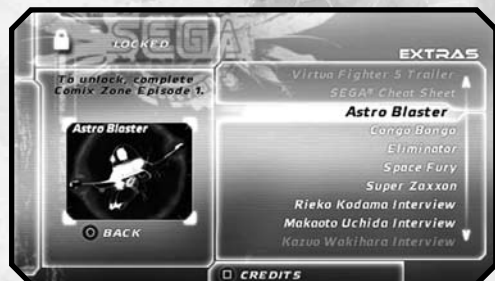 SEGA
LOCKED
EXTRAS
To unlock, complete
Comix Zone Episode 1.
Astro Blaster
BACK
Virtua Fighter 5 Trailer
SEGA® Cheat Sheet
Astro Blaster
Congo Bongo
Eliminator
Space Fury
Super Zaxxon
Rieko Kodama Interview
Makoato Uchida Interview
Kazuo Wakihara Interview
CREDITS